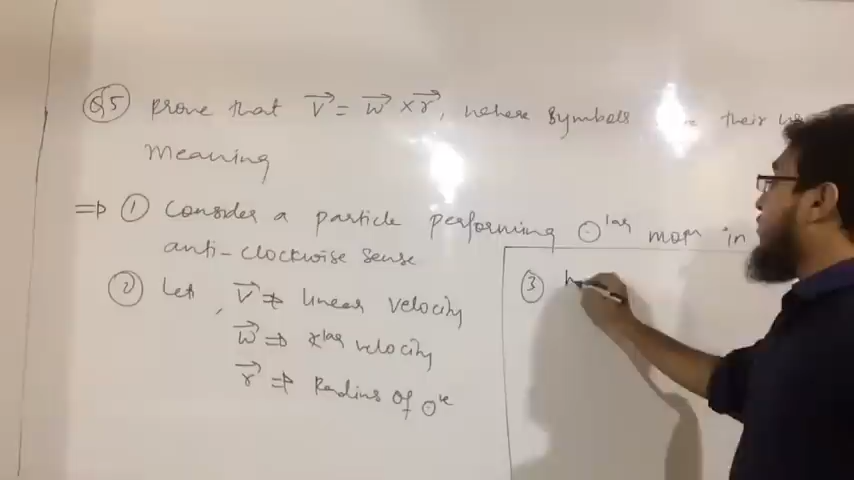 Q5 Prove that V = w × r, where symbols their
Meaning
⇒ ① Consider a particle performing ⊙lar motn in
anti-clockwise sense
② Let, V ⇒ linear velocity
w ⇒ ∡lar velocity
r ⇒ Radius of ⊙le
③